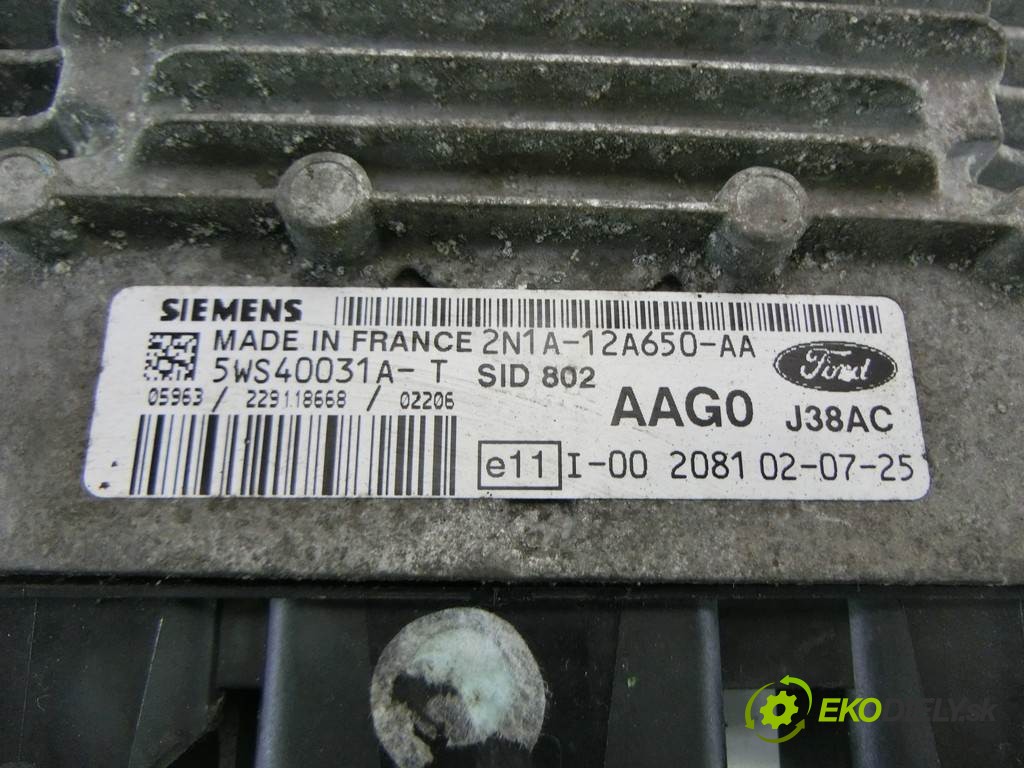 SIEMENS
MADE IN FRANCE 2N1A-12A650-AA
Ford
5WS40031A-T SID 802
05963 / 229118668 / 02206
AAG0 J38AC
e11 I-00 2081 02-07-25
EKODIELY.sk